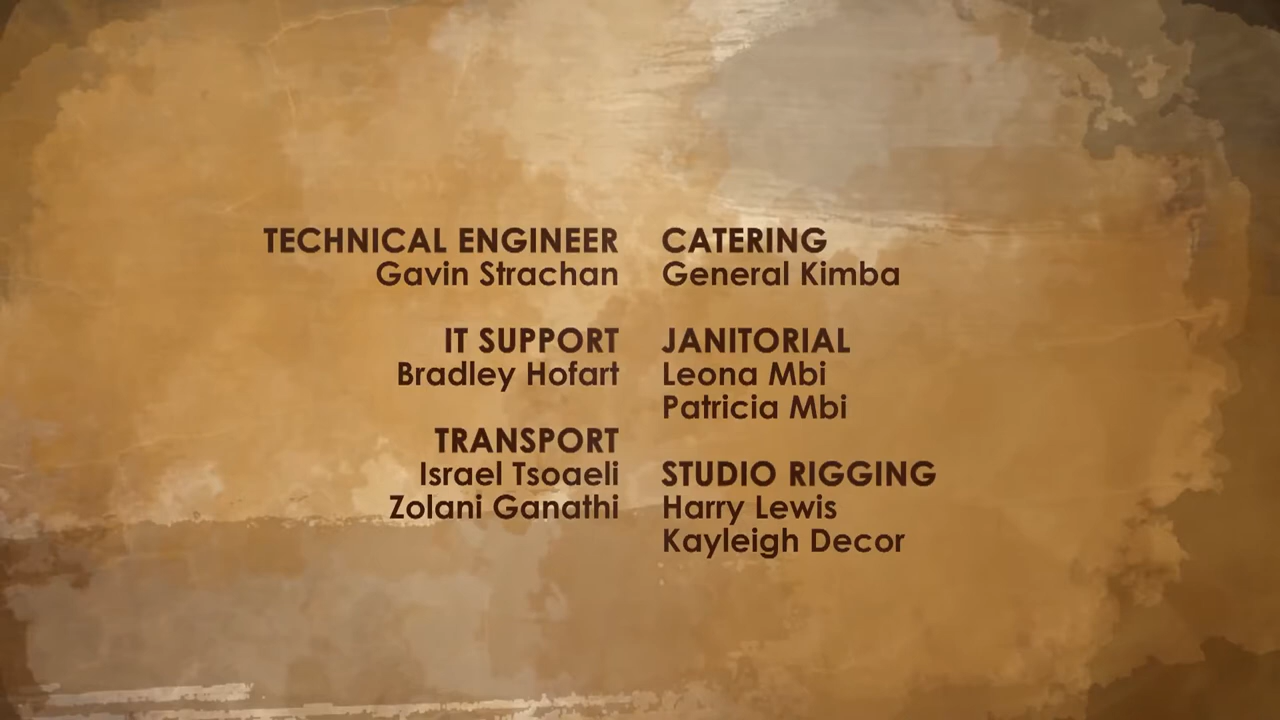 TECHNICAL ENGINEER
Gavin Strachan
IT SUPPORT
Bradley Hofart
TRANSPORT
Israel Tsoaeli
Zolani Ganathi
CATERING
General Kimba
JANITORIAL
Leona Mbi
Patricia Mbi
STUDIO RIGGING
Harry Lewis
Kayleigh Decor